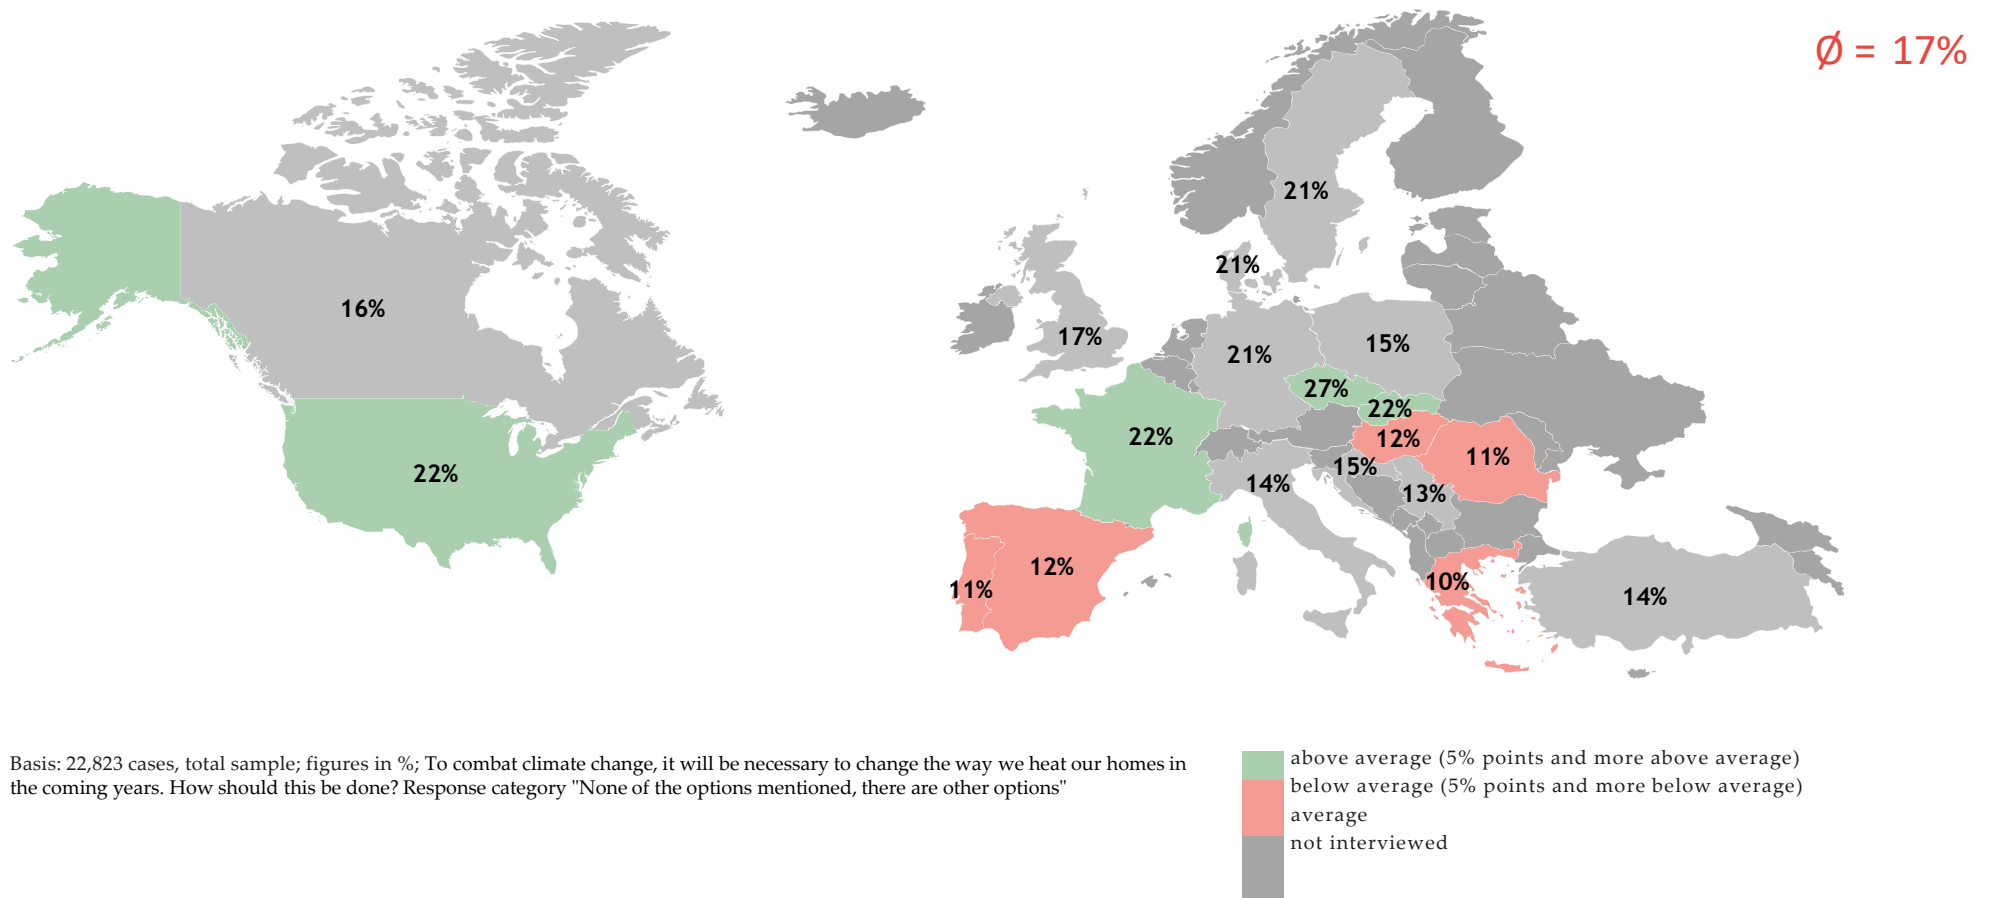 Ø = 17%
21%
21%
16%
17%
15%
21%
27%
22%
22%
12%
22%
11%
15%
14%
13%
12%
10%
11%
14%
Basis: 22,823 cases, total sample; figures in %; To combat climate change, it will be necessary to change the way we heat our homes in
the coming years. How should this be done? Response category "None of the options mentioned, there are other options"
above average (5% points and more above average)
below average (5% points and more below average)
average
not interviewed